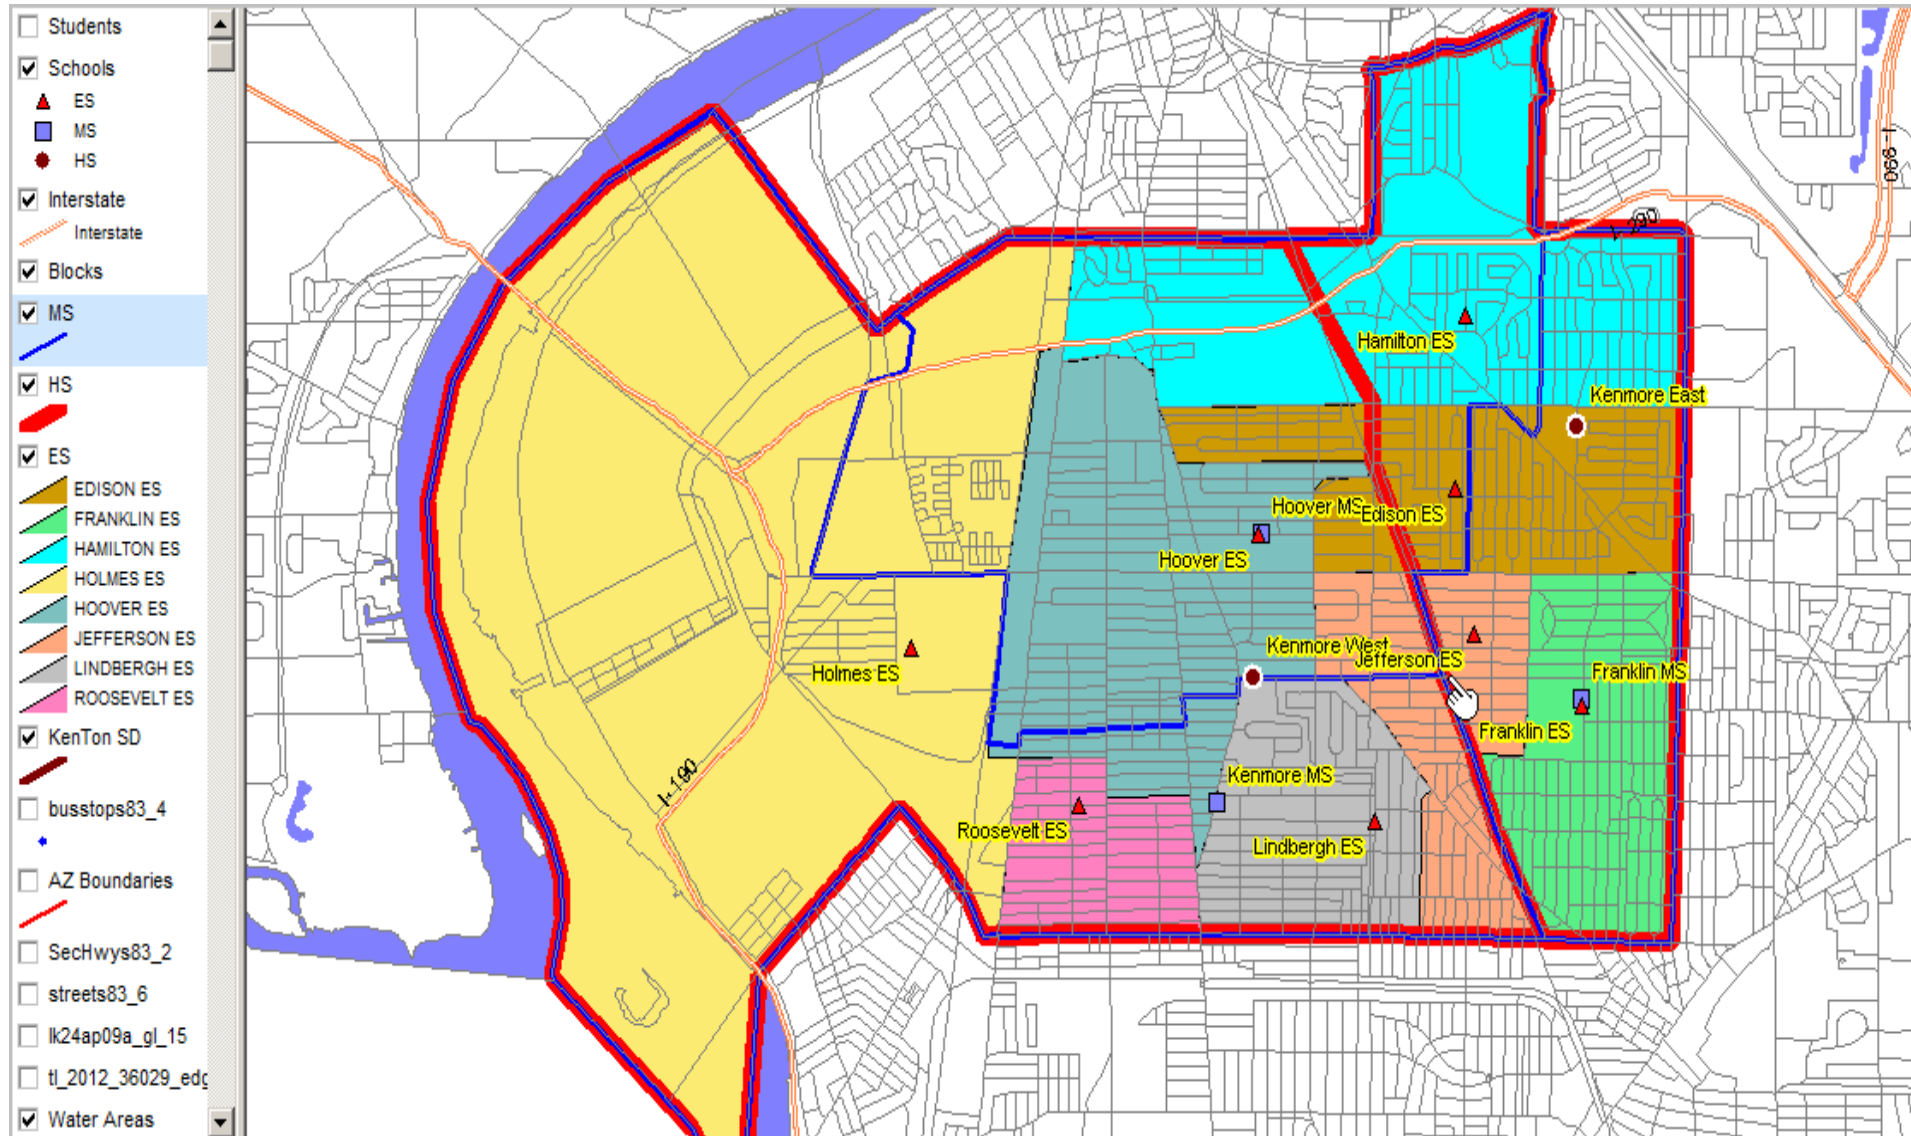 Students
Schools
ES
MS
HS
Interstate
Interstate
Blocks
MS
HS
ES
EDISON ES
FRANKLIN ES
HAMILTON ES
HOLMES ES
HOOVER ES
JEFFERSON ES
LINDBERGH ES
ROOSEVELT ES
KenTon SD
busstops83_4
AZ Boundaries
SecHwys83_2
streets83_6
lk24ap09a_gl_15
tl_2012_36029_edg
Water Areas
I-990
I-290
Hamilton ES
Kenmore East
Hoover MS
Edison ES
Hoover ES
Kenmore West
Jefferson ES
Holmes ES
Franklin MS
Franklin ES
I-190
Kenmore MS
Roosevelt ES
Lindbergh ES